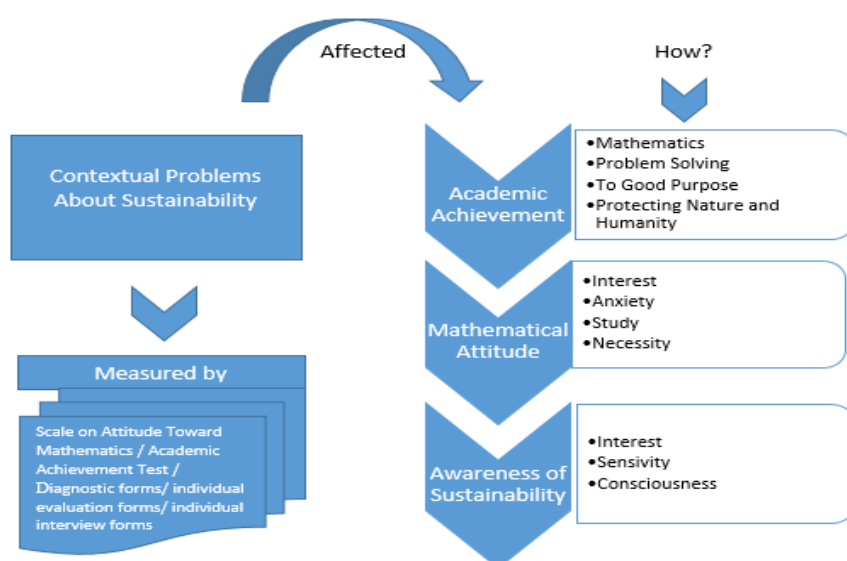 Affected
How?
Contextual Problems
About Sustainability
Measured by
Scale on Attitude Toward
Mathematics / Academic
Achievement Test /
Diagnostic forms/ individual
evaluation forms/ individual
interview forms
Academic
Achievement
•Mathematics
•Problem Solving
•To Good Purpose
•Protecting Nature and
Humanity
Mathematical
Attitude
•Interest
•Anxiety
•Study
•Necessity
Awareness of
Sustainability
•Interest
•Sensivity
•Consciousness